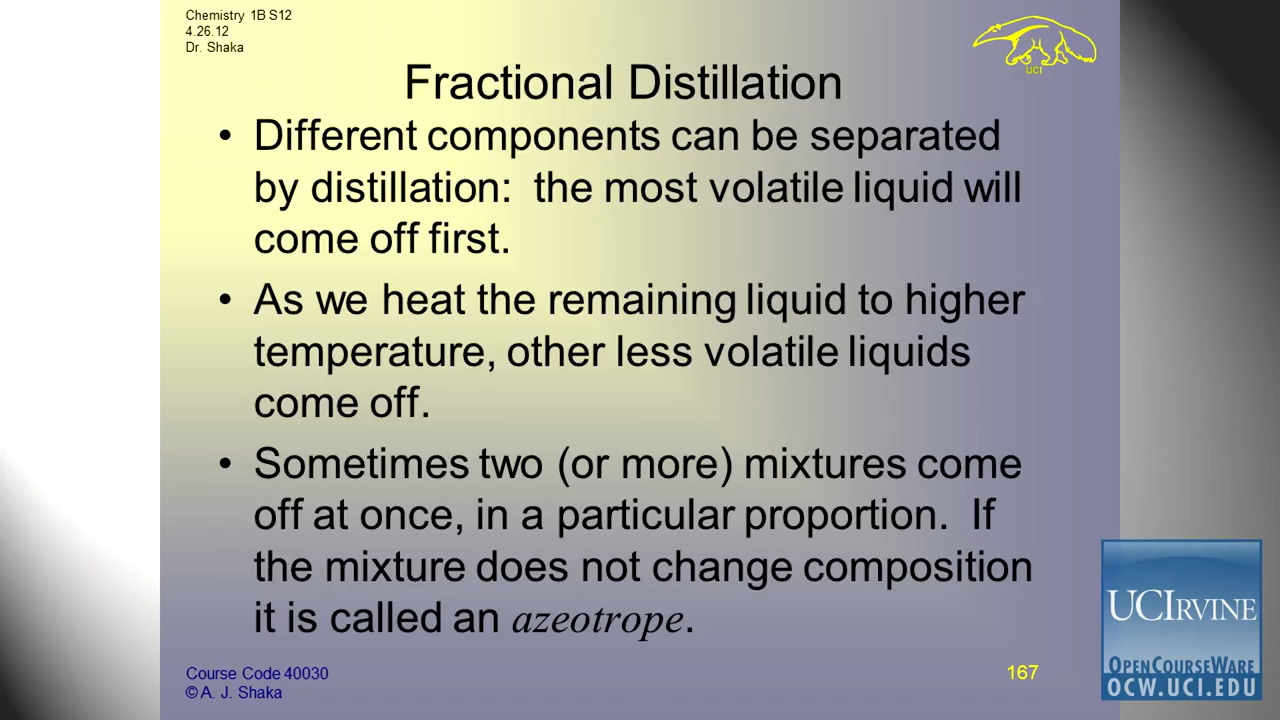 Chemistry 1B S12
4.26.12
Dr. Shaka
UCI
Fractional Distillation
• Different components can be separated
by distillation: the most volatile liquid will
come off first.
• As we heat the remaining liquid to higher
temperature, other less volatile liquids
come off.
• Sometimes two (or more) mixtures come
off at once, in a particular proportion. If
the mixture does not change composition
it is called an azeotrope.
Course Code 40030
© A. J. Shaka
167
UCIRVINE
OPENCOURSEWARE
OCW.UCI.EDU